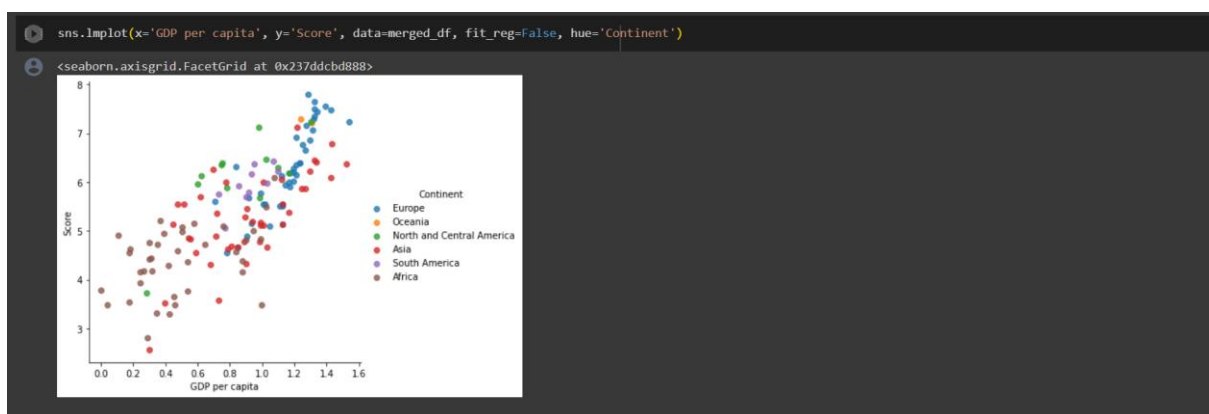 sns.lmplot(x='GDP per capita', y='Score', data=merged_df, fit_reg=False, hue='Continent')
<seaborn.axisgrid.FacetGrid at 0x237ddcbd888>
8
7
6
5
4
3
Score
0.0 0.2 0.4 0.6 0.8 1.0 1.2 1.4 1.6
GDP per capita
Continent
Europe
Oceania
North and Central America
Asia
South America
Africa